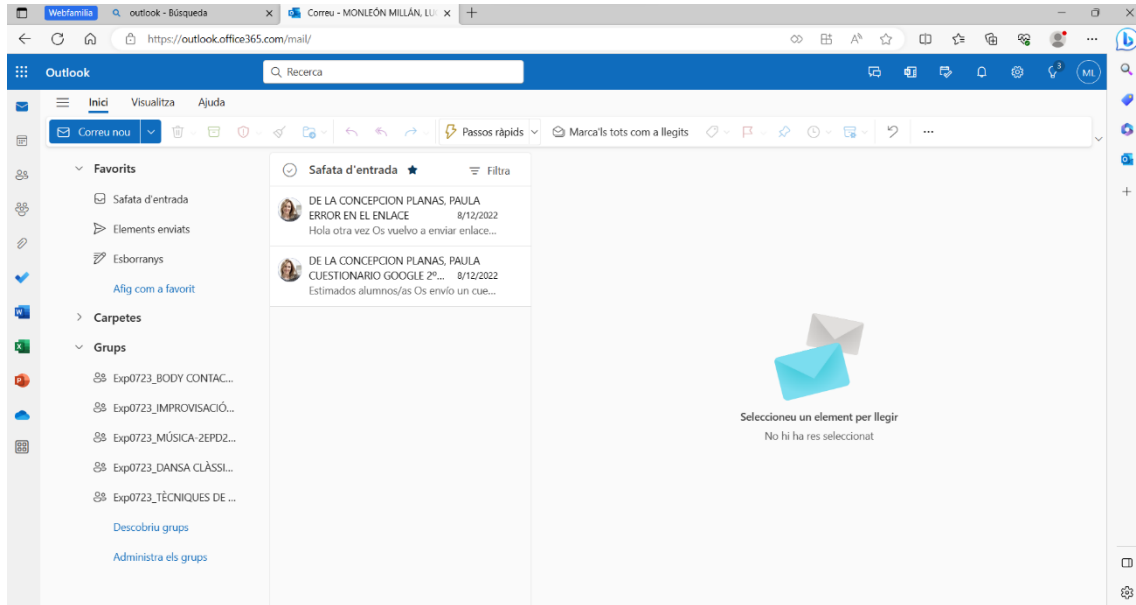 Webfamilia
outlook - Búsqueda
Correu - MONLEÓN MILLÁN, LU
https://outlook.office365.com/mail/
Outlook
Recerca
3
ML
Inici Visualitza Ajuda
Correu nou
Passos ràpids
Marca'ls tots com a llegits
Favorits
Safata d'entrada
Elements enviats
Esborranys
Afig com a favorit
Carpetes
Grups
Exp0723_BODY CONTAC...
Exp0723_IMPROVISACIÓ...
Exp0723_MÚSICA-2EPD2...
Exp0723_DANSA CLÀSSI...
Exp0723_TÈCNIQUES DE ...
Descobriu grups
Administra els grups
Safata d'entrada
Filtra
DE LA CONCEPCION PLANAS, PAULA
ERROR EN EL ENLACE 8/12/2022
Hola otra vez Os vuelvo a enviar enlace...
DE LA CONCEPCION PLANAS, PAULA
CUESTIONARIO GOOGLE 2º... 8/12/2022
Estimados alumnos/as Os envío un cue...
Seleccioneu un element per llegir
No hi ha res seleccionat